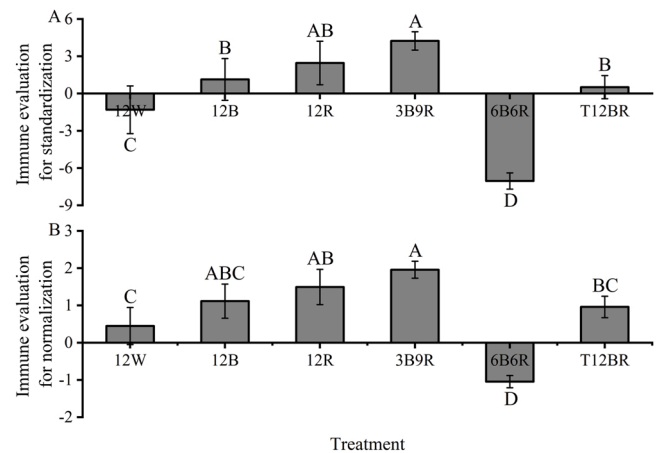 A
Immune evaluation
for standardization
6
3
0
-3
-6
-9
C
B
AB
A
D
B
12W
12B
12R
3B9R
6B6R
T12BR
B
Immune evaluation
for normalization
3
2
1
0
-1
-2
C
ABC
AB
A
D
BC
12W
12B
12R
3B9R
6B6R
T12BR
Treatment